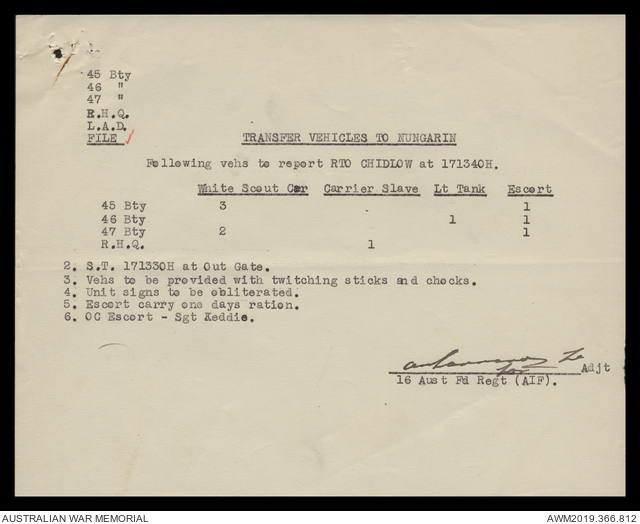 45 Bty
46 "
47 "
R.H.Q.
L.A.D.
FILE
TRANSFER VEHICLES TO NUNGARIN
Following vehs to report RTO CHIDLOW at 171340H.
White Scout Car Carrier Slave Lt Tank Escort
45 Bty 3 - 1
46 Bty - 1 1
47 Bty 2 - 1
R.H.Q. 1
2. S.T. 171330H at Out Gate.
3. Vehs to be provided with twitching sticks and chocks.
4. Unit signs to be obliterated.
5. Escort carry one days ration.
6. OC Escort - Sgt Keddie.
Adjt
16 Aust Fd Regt (AIF).
AUSTRALIAN WAR MEMORIAL
AWM2019.366.812